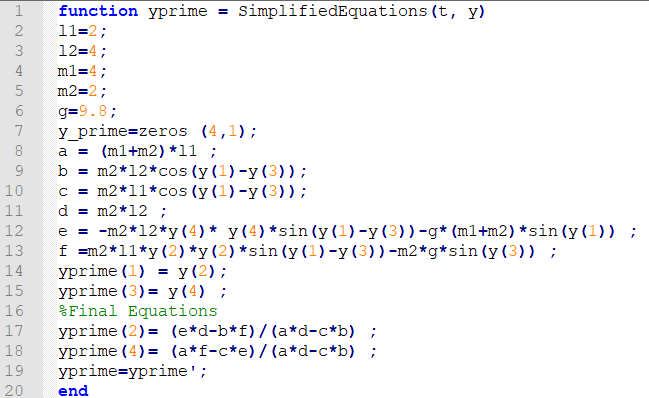 1 function yprime = SimplifiedEquations(t, y)
2 l1=2;
3 l2=4;
4 m1=4;
5 m2=2;
6 g=9.8;
7 y_prime=zeros (4,1);
8 a = (m1+m2)*l1 ;
9 b = m2*l2*cos(y(1)-y(3));
10 c = m2*l1*cos(y(1)-y(3));
11 d = m2*l2 ;
12 e = -m2*l2*y(4)* y(4)*sin(y(1)-y(3))-g*(m1+m2)*sin(y(1)) ;
13 f =m2*l1*y(2)*y(2)*sin(y(1)-y(3))-m2*g*sin(y(3)) ;
14 yprime(1) = y(2);
15 yprime(3)= y(4) ;
16 %Final Equations
17 yprime(2)= (e*d-b*f)/(a*d-c*b) ;
18 yprime(4)= (a*f-c*e)/(a*d-c*b) ;
19 yprime=yprime';
20 end